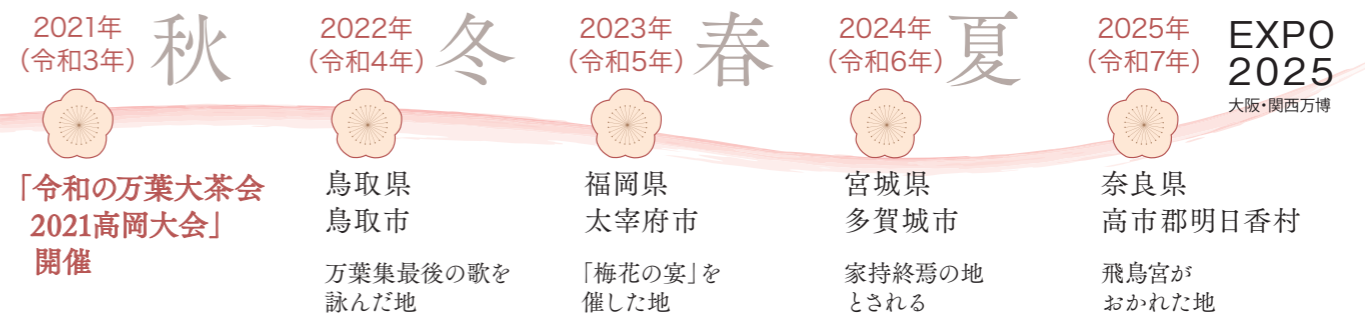 2021年
(令和3年)
秋
「令和の万葉大茶会
2021高岡大会」
開催
2022年
(令和4年)
冬
鳥取県
鳥取市
万葉集最後の歌を
詠んだ地
2023年
(令和5年)
春
福岡県
太宰府市
「梅花の宴」を
催した地
2024年
(令和6年)
夏
宮城県
多賀城市
家持終焉の地
とされる
2025年
(令和7年)
EXPO
2025
大阪・関西万博
奈良県
高市郡明日香村
飛鳥宮が
おかれた地